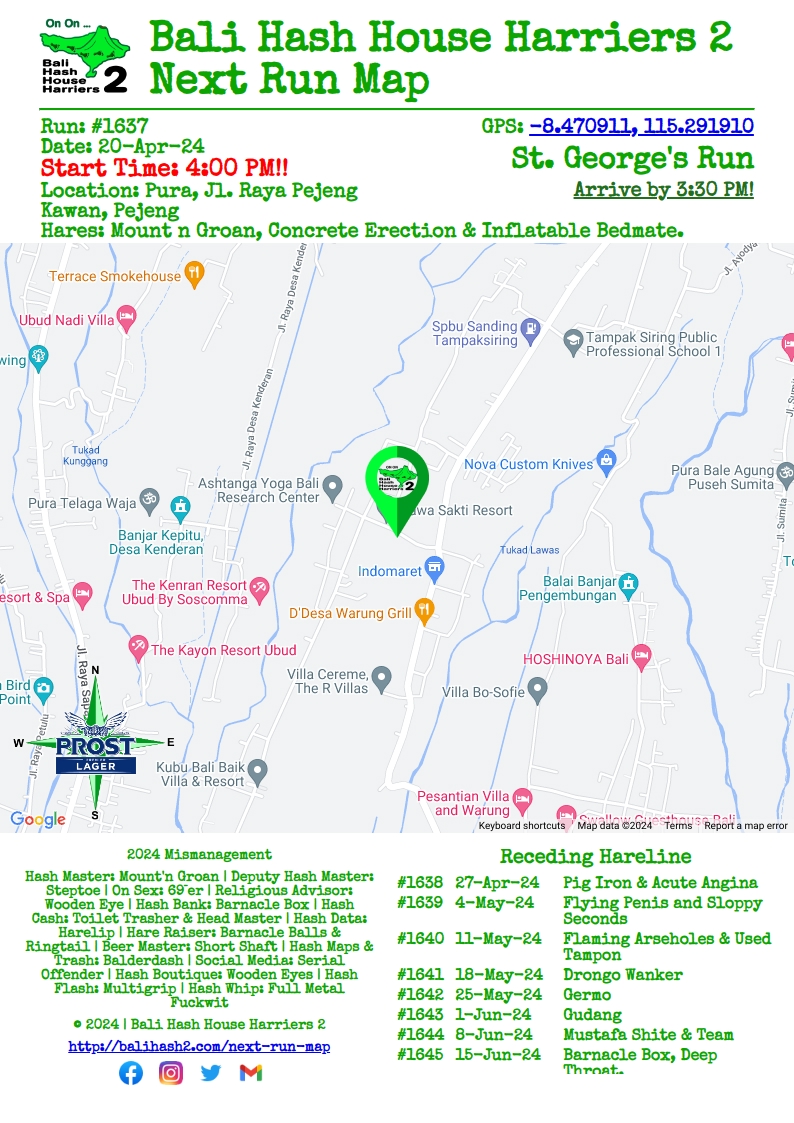 On On ...
Bali
Hash
House
Harriers 2
Bali Hash House Harriers 2
Next Run Map
Run: #1637
Date: 20-Apr-24
Start Time: 4:00 PM!!
Location: Pura, Jl. Raya Pejeng
Kawan, Pejeng
Hares: Mount n Groan, Concrete Erection & Inflatable Bedmate.
GPS: -8.470911, 115.291910
St. George's Run
Arrive by 3:30 PM!
Terrace Smokehouse
Jl. Raya Desa Kenderan
Jl. Ayodya
Ubud Nadi Villa
Spbu Sanding
Tampaksiring
Tampak Siring Public
Professional School 1
wing
Jl. Raya Desa Kenderan
Tukad
Kunggang
Nova Custom Knives
Pura Bale Agung
Puseh Sumita
Ashtanga Yoga Bali
Research Center
On On ...
Bali
Hash
House
Harriers 2
awa Sakti Resort
Pura Telaga Waja
Banjar Kepitu,
Desa Kenderan
Jl. Sumita
Tukad Lawas
Indomaret
The Kenran Resort
Ubud By Soscomma
Balai Banjar
Pengembungan
esort & Spa
D'Desa Warung Grill
The Kayon Resort Ubud
HOSHINOYA Bali
Villa Cereme,
The R Villas
Villa Bo-Sofie
Bird
Point
N
W
E
S
PROST
LAGER
Jl. Raya Petulu
Kubu Bali Baik
Villa & Resort
Pesantian Villa
and Warung
Swallow Guesthouse Bali
Google
Keyboard shortcuts
Map data ©2024
Terms
Report a map error
2024 Mismanagement
Hash Master: Mount'n Groan | Deputy Hash Master:
Steptoe | On Sex: 69~er | Religious Advisor:
Wooden Eye | Hash Bank: Barnacle Box | Hash
Cash: Toilet Trasher & Head Master | Hash Data:
Harelip | Hare Raiser: Barnacle Balls &
Ringtail | Beer Master: Short Shaft | Hash Maps &
Trash: Balderdash | Social Media: Serial
Offender | Hash Boutique: Wooden Eyes | Hash
Flash: Multigrip | Hash Whip: Full Metal
Fuckwit
© 2024 | Bali Hash House Harriers 2
http://balihash2.com/next-run-map
Receding Hareline
#1638 27-Apr-24 Pig Iron & Acute Angina
#1639 4-May-24 Flying Penis and Sloppy
Seconds
#1640 11-May-24 Flaming Arseholes & Used
Tampon
#1641 18-May-24 Drongo Wanker
#1642 25-May-24 Germo
#1643 1-Jun-24 Gudang
#1644 8-Jun-24 Mustafa Shite & Team
#1645 15-Jun-24 Barnacle Box, Deep
Throat.